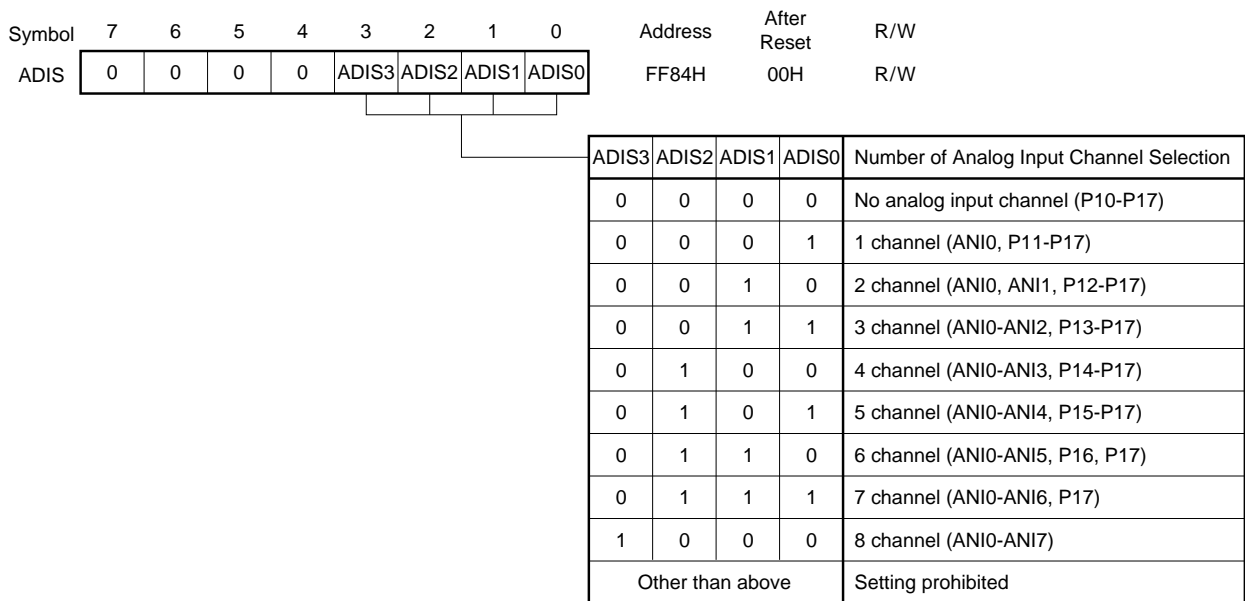 Symbol 7 6 5 4 3 2 1 0 Address After Reset R/W
ADIS 0 0 0 0 ADIS3 ADIS2 ADIS1 ADIS0 FF84H 00H R/W
ADIS3 ADIS2 ADIS1 ADIS0 Number of Analog Input Channel Selection
0 0 0 0 No analog input channel (P10-P17)
0 0 0 1 1 channel (ANI0, P11-P17)
0 0 1 0 2 channel (ANI0, ANI1, P12-P17)
0 0 1 1 3 channel (ANI0-ANI2, P13-P17)
0 1 0 0 4 channel (ANI0-ANI3, P14-P17)
0 1 0 1 5 channel (ANI0-ANI4, P15-P17)
0 1 1 0 6 channel (ANI0-ANI5, P16, P17)
0 1 1 1 7 channel (ANI0-ANI6, P17)
1 0 0 0 8 channel (ANI0-ANI7)
Other than above Setting prohibited